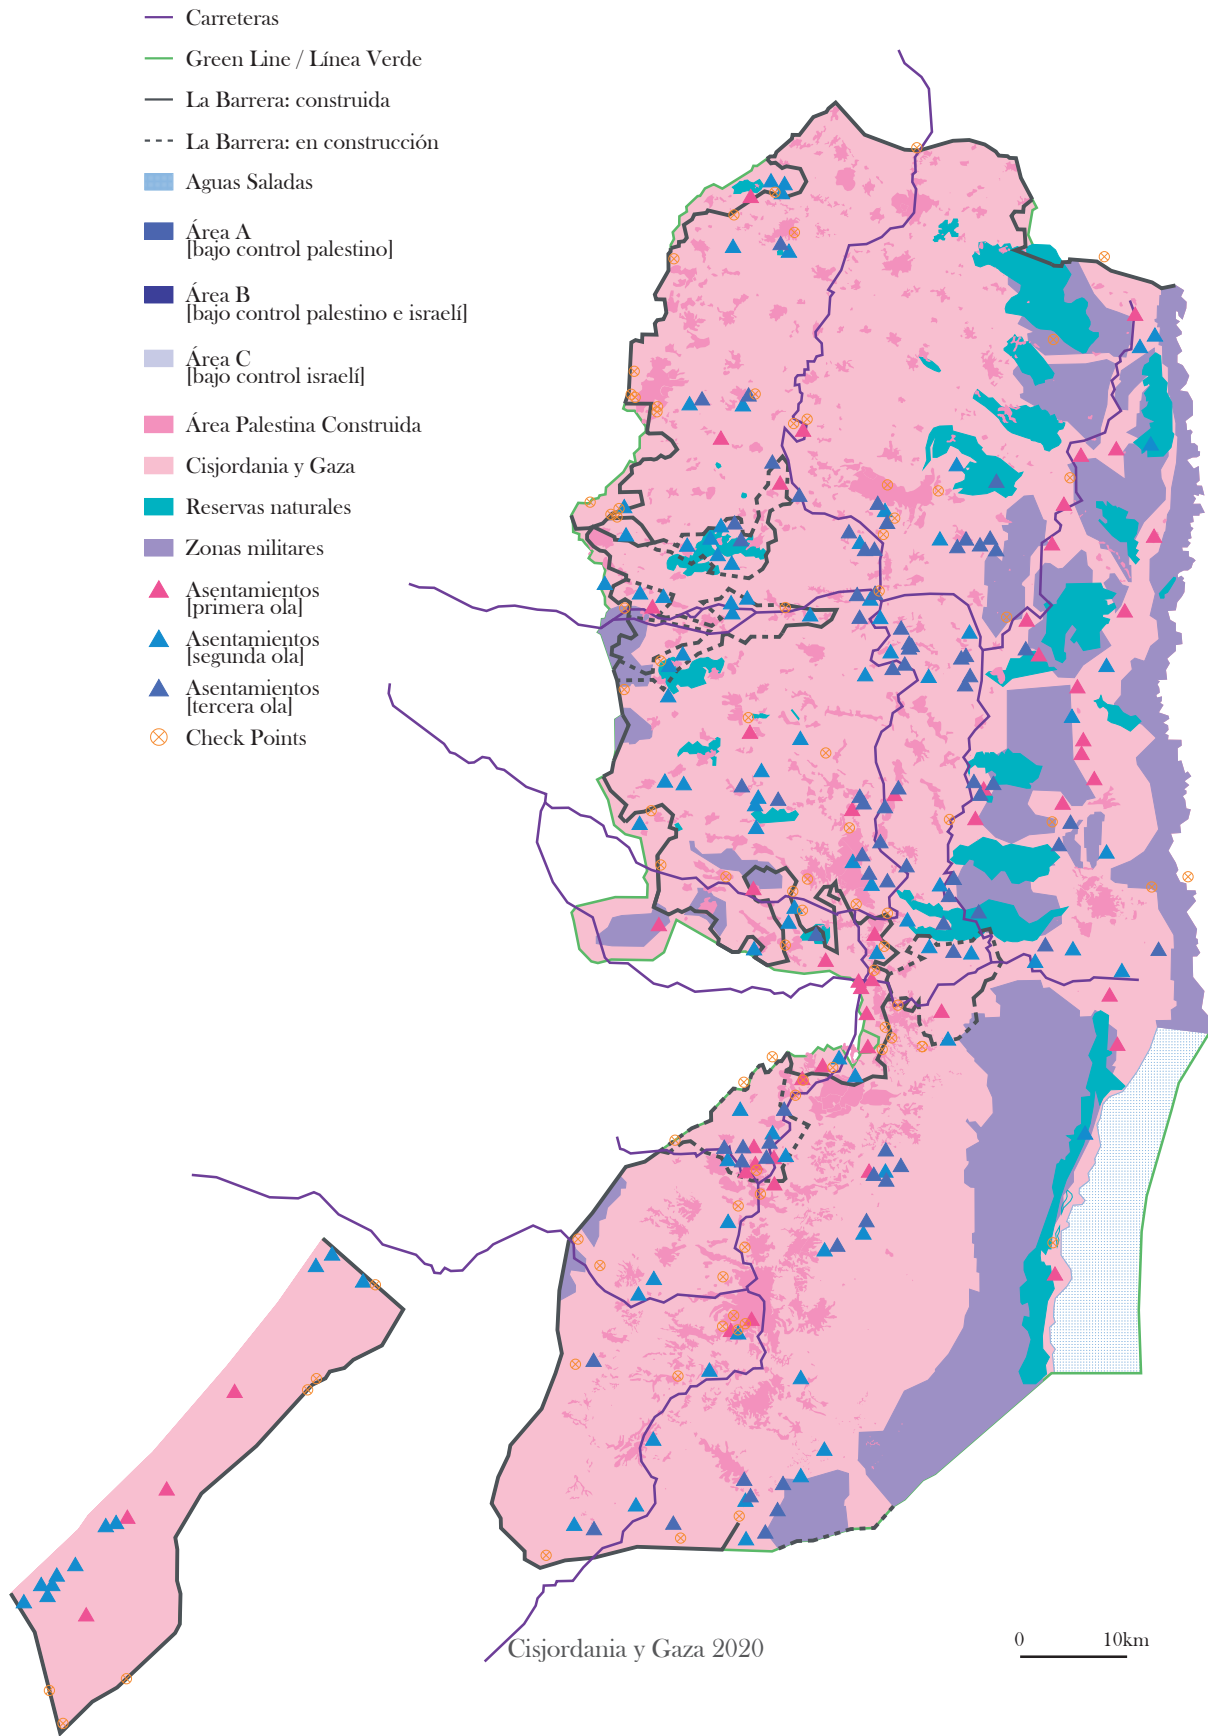 Carreteras
Green Line / Línea Verde
La Barrera: construida
La Barrera: en construcción
Aguas Saladas
Área A
[bajo control palestino]
Área B
[bajo control palestino e israelí]
Área C
[bajo control israelí]
Área Palestina Construida
Cisjordania y Gaza
Reservas naturales
Zonas militares
Asentamientos
[primera ola]
Asentamientos
[segunda ola]
Asentamientos
[tercera ola]
Check Points
Cisjordania y Gaza 2020
0 10km